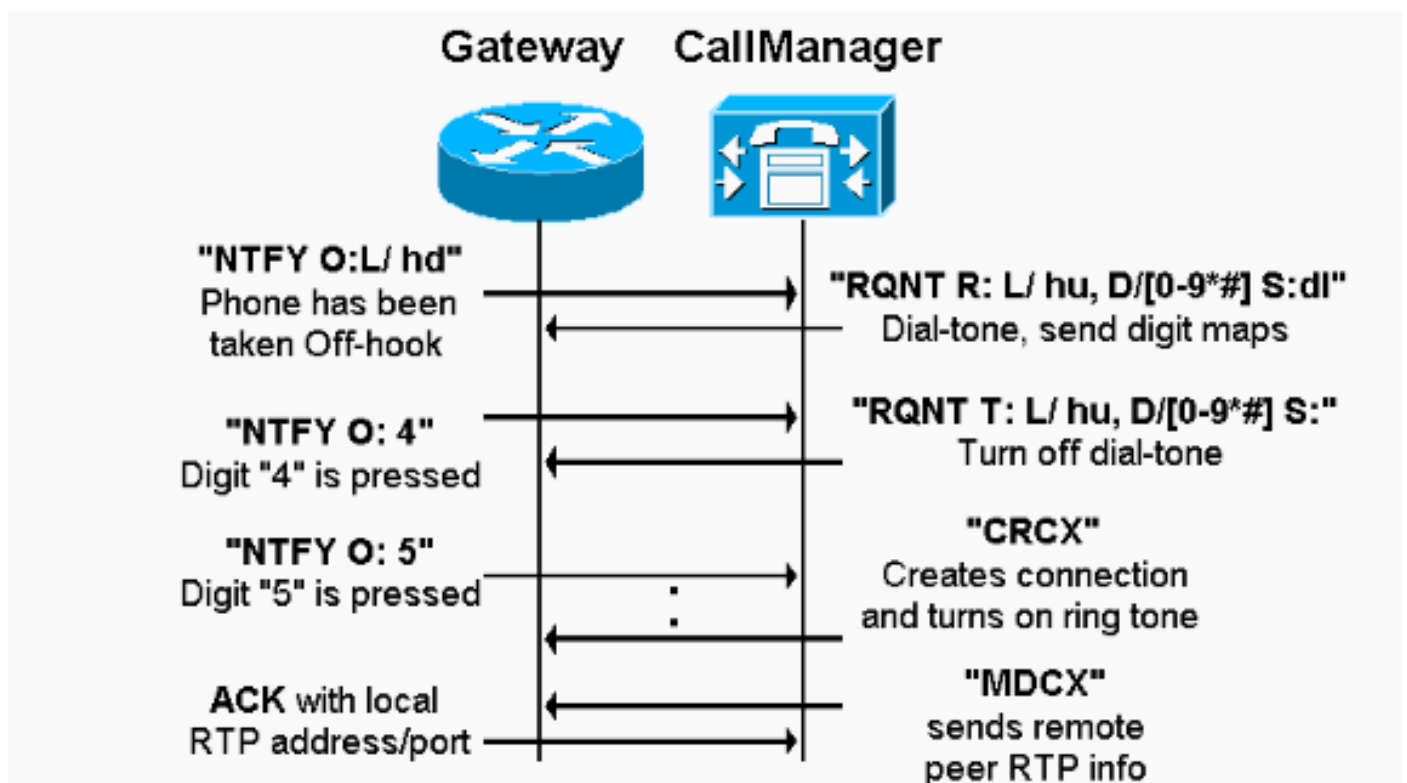 Gateway CallManager
"NTFY O:L/ hd"
Phone has been
taken Off-hook
"RQNT R: L/ hu, D/[0-9*#] S:dl"
Dial-tone, send digit maps
"NTFY O: 4"
Digit "4" is pressed
"RQNT T: L/ hu, D/[0-9*#] S:"
Turn off dial-tone
"NTFY O: 5"
Digit "5" is pressed
"CRCX"
Creates connection
and turns on ring tone
ACK with local
RTP address/port
"MDCX"
sends remote
peer RTP info